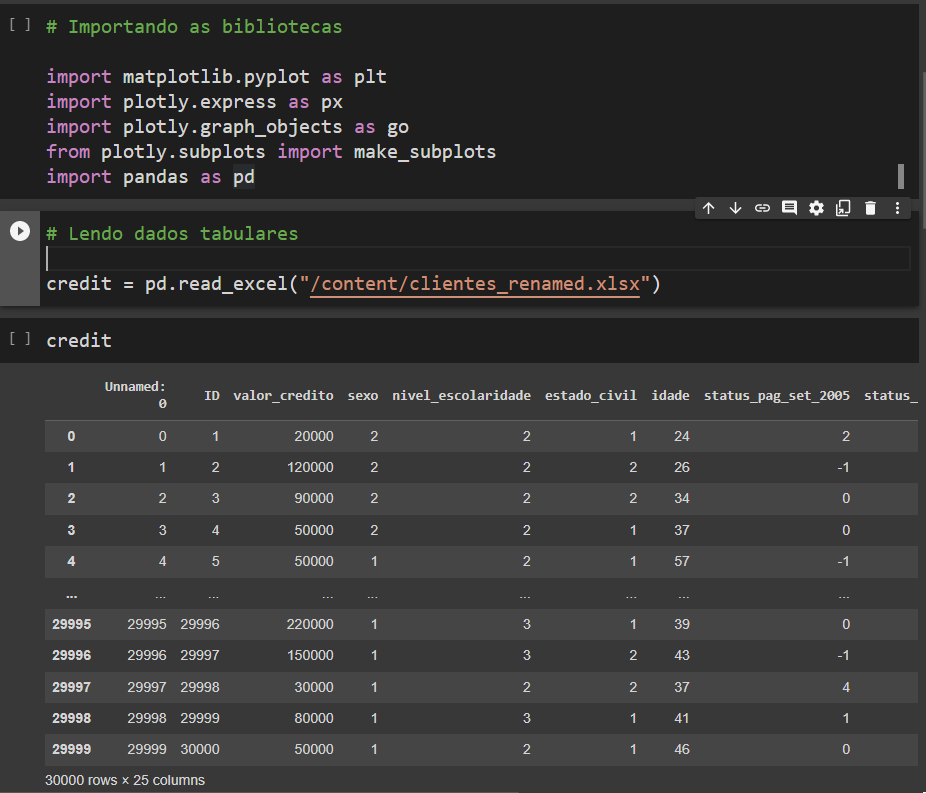 [ ] # Importando as bibliotecas
import matplotlib.pyplot as plt
import plotly.express as px
import plotly.graph_objects as go
from plotly.subplots import make_subplots
import pandas as pd
# Lendo dados tabulares
credit = pd.read_excel("/content/clientes_renamed.xlsx")
[ ] credit
Unnamed: 0 ID valor_credito sexo nivel_escolaridade estado_civil idade status_pag_set_2005 status_
0 0 1 20000 2 2 1 24 2
1 1 2 120000 2 2 2 26 -1
2 2 3 90000 2 2 2 34 0
3 3 4 50000 2 2 1 37 0
4 4 5 50000 1 2 1 57 -1
... ... ... ... ... ... ... ... ...
29995 29995 29996 220000 1 3 1 39 0
29996 29996 29997 150000 1 3 2 43 -1
29997 29997 29998 30000 1 2 2 37 4
29998 29998 29999 80000 1 3 1 41 1
29999 29999 30000 50000 1 2 1 46 0
30000 rows × 25 columns